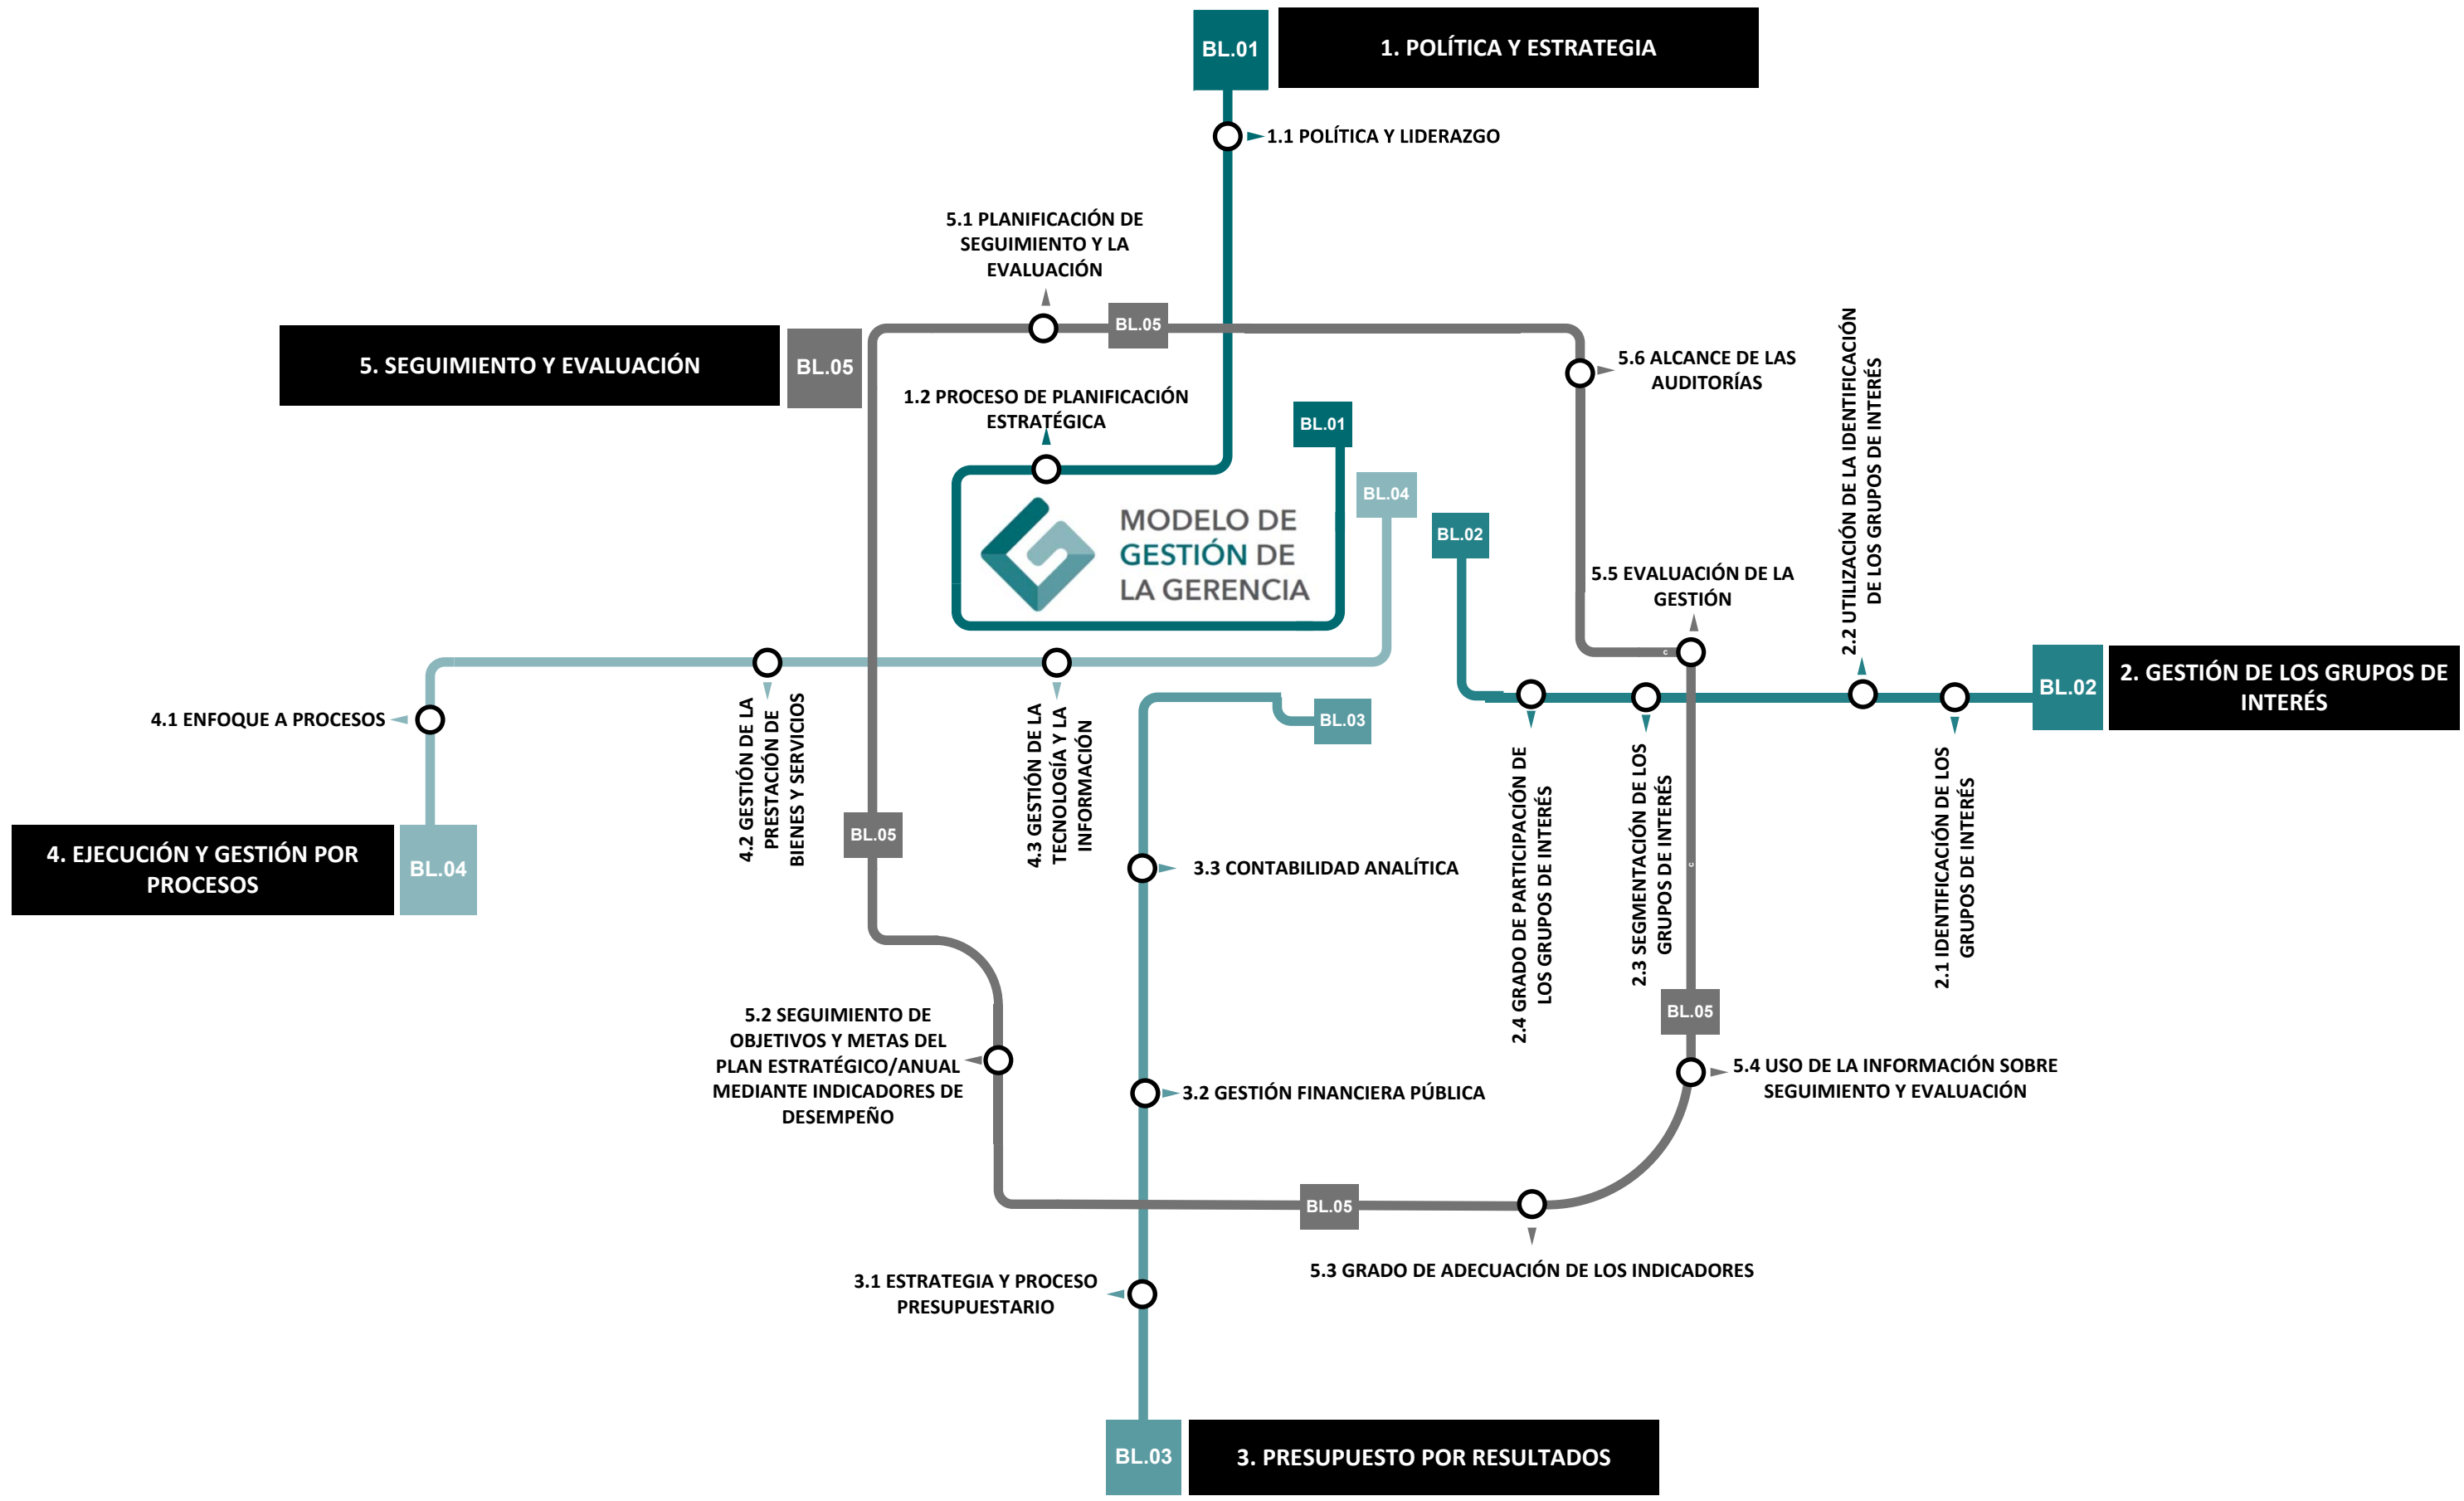 BL.01
1. POLÍTICA Y ESTRATEGIA
1.1 POLÍTICA Y LIDERAZGO
5.1 PLANIFICACIÓN DE
SEGUIMIENTO Y LA
EVALUACIÓN
BL.05
5. SEGUIMIENTO Y EVALUACIÓN
BL.05
5.6 ALCANCE DE LAS
AUDITORÍAS
1.2 PROCESO DE PLANIFICACIÓN
ESTRATÉGICA
BL.01
BL.04
BL.02
MODELO DE
GESTIÓN DE
LA GERENCIA
5.5 EVALUACIÓN DE LA
GESTIÓN
c
2.2 UTILIZACIÓN DE LA IDENTIFICACIÓN
DE LOS GRUPOS DE INTERÉS
BL.02
2. GESTIÓN DE LOS GRUPOS DE
INTERÉS
4.1 ENFOQUE A PROCESOS
4.2 GESTIÓN DE LA
PRESTACIÓN DE
BIENES Y SERVICIOS
4.3 GESTIÓN DE LA
TECNOLOGÍA Y LA
INFORMACIÓN
BL.03
2.4 GRADO DE PARTICIPACIÓN DE
LOS GRUPOS DE INTERÉS
2.3 SEGMENTACIÓN DE LOS
GRUPOS DE INTERÉS
c
2.1 IDENTIFICACIÓN DE LOS
GRUPOS DE INTERÉS
BL.05
4. EJECUCIÓN Y GESTIÓN POR
PROCESOS
BL.04
3.3 CONTABILIDAD ANALÍTICA
BL.05
5.2 SEGUIMIENTO DE
OBJETIVOS Y METAS DEL
PLAN ESTRATÉGICO/ANUAL
MEDIANTE INDICADORES DE
DESEMPEÑO
3.2 GESTIÓN FINANCIERA PÚBLICA
5.4 USO DE LA INFORMACIÓN SOBRE
SEGUIMIENTO Y EVALUACIÓN
BL.05
5.3 GRADO DE ADECUACIÓN DE LOS INDICADORES
3.1 ESTRATEGIA Y PROCESO
PRESUPUESTARIO
BL.03
3. PRESUPUESTO POR RESULTADOS